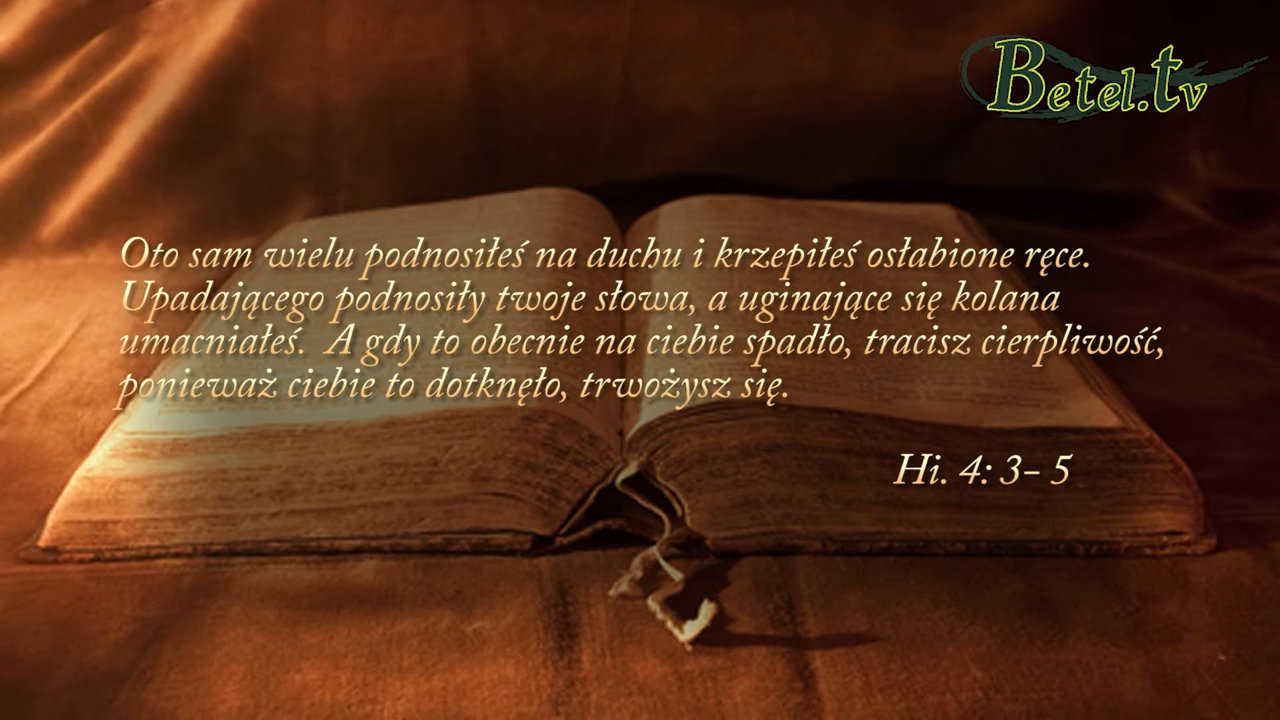 Betel.tv
Oto sam wielu podnosiłeś na duchu i krzepiłeś osłabione ręce.
Upadającego podnosiły twoje słowa, a uginające się kolana
umacniałeś.  A gdy to obecnie na ciebie spadło, tracisz cierpliwość,
ponieważ ciebie to dotknęło, trwożysz się.
Hi. 4: 3- 5